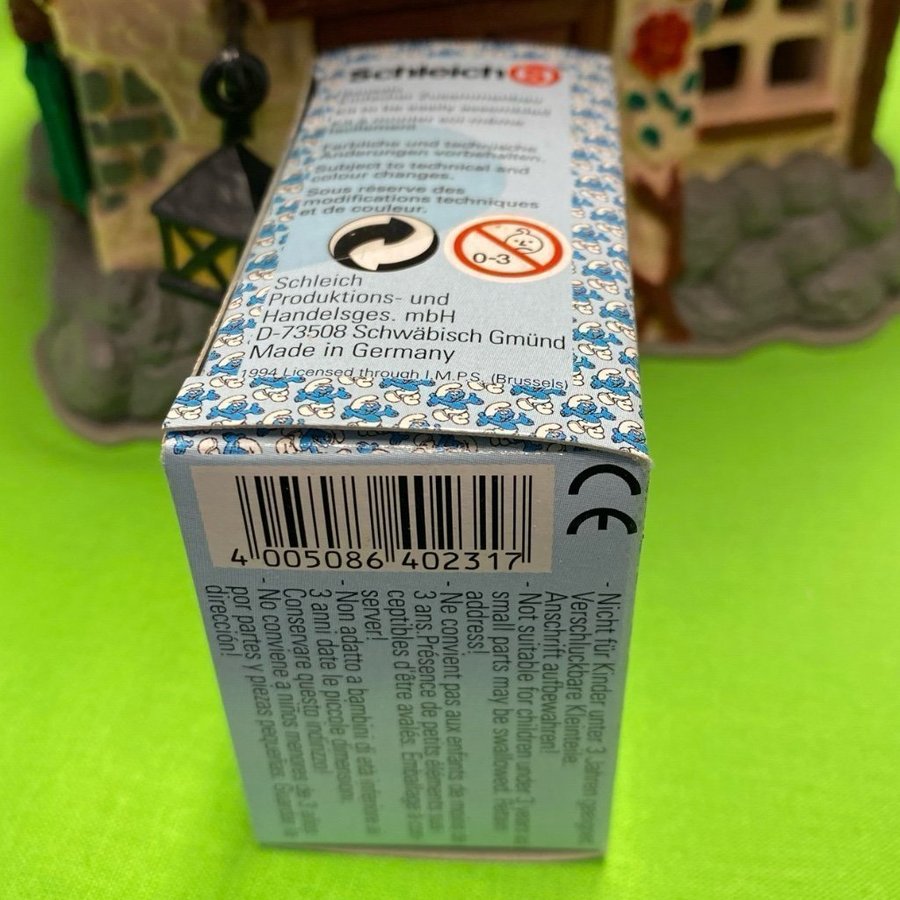 Schleich S
Farbliche und technische
Änderungen vorbehalten.
Subject to technical and
colour changes.
Sous réserve des
modifications techniques
et de couleur.
0-3
Schleich
Produktions- und
Handelsges. mbH
D-73508 Schwäbisch Gmünd
Made in Germany
1994 Licensed through I.M.P.S. (Brussels)
CE
4 005086 402317
- Nicht für Kinder unter 3 Jahren geeignet
Verschluckbare Kleinteile.
Anschrift aufbewahren!
- Not suitable for children under 3 years
small parts may be swallowed. Retain
address!
- Ne convient pas aux enfants de moins de
3 ans. Présence de petits éléments
ceptibles d'être avalés. Emballage à
server!
- Non adatto a bambini di età inferiore a
3 anni date le piccole dimensioni.
Conservare questo indirizzo!
- No conviene a niños menores de 3 años
por partes y piezas pequeñas. Guardar la
dirección!